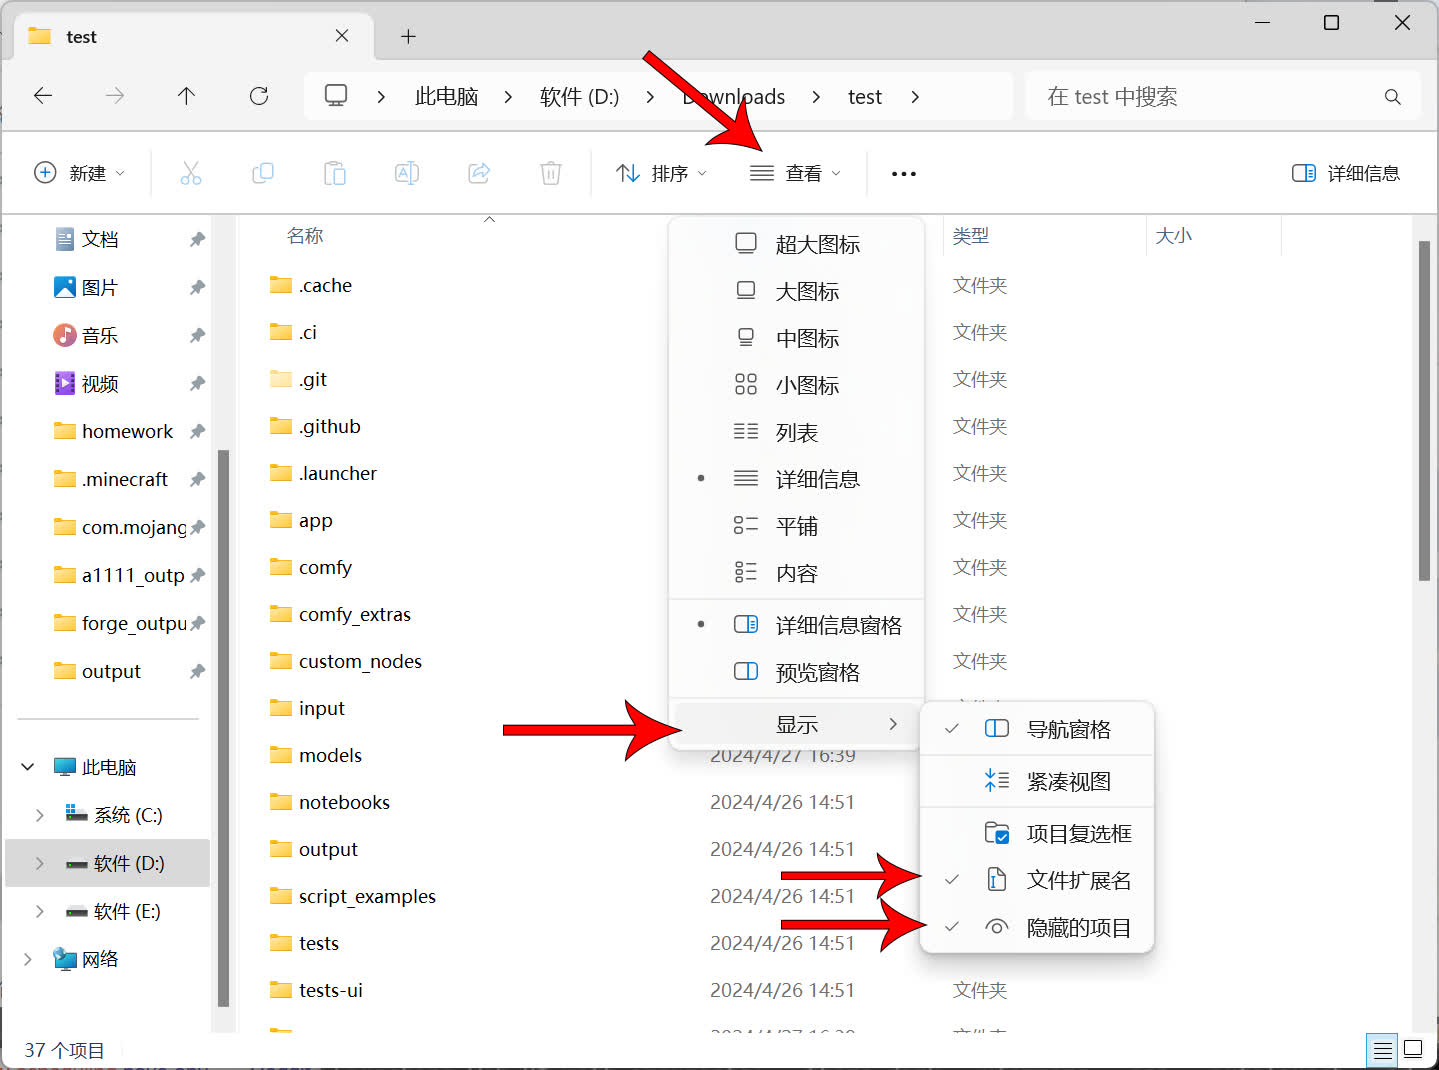 test
此电脑 软件 (D:) Downloads test
在 test 中搜索
新建 排序 查看 详细信息
文档
图片
音乐
视频
homework
.minecraft
com.mojang
a1111_outp
forge_outpu
output
此电脑
系统 (C:)
软件 (D:)
软件 (E:)
网络
名称 类型 大小
.cache 文件夹
.ci 文件夹
.git 文件夹
.github 文件夹
.launcher 文件夹
app 文件夹
comfy 文件夹
comfy_extras 文件夹
custom_nodes 文件夹
input
models 2024/4/27 16:39
notebooks 2024/4/26 14:51
output 2024/4/26 14:51
script_examples 2024/4/26 14:51
tests 2024/4/26 14:51
tests-ui 2024/4/26 14:51 文件夹
超大图标
大图标
中图标
小图标
列表
详细信息
平铺
内容
详细信息窗格
预览窗格
显示
导航窗格
紧凑视图
项目复选框
文件扩展名
隐藏的项目
37 个项目